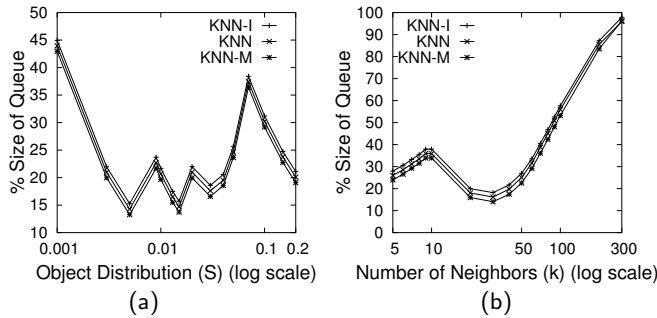 50
45
40
35
30
25
20
15
10
% Size of Queue
KNN-I
KNN
KNN-M
0.001
0.01
0.1
0.2
Object Distribution (S) (log scale)
(a)
100
90
80
70
60
50
40
30
20
10
0
% Size of Queue
KNN-I
KNN
KNN-M
5
10
50
100
300
Number of Neighbors (k) (log scale)
(b)